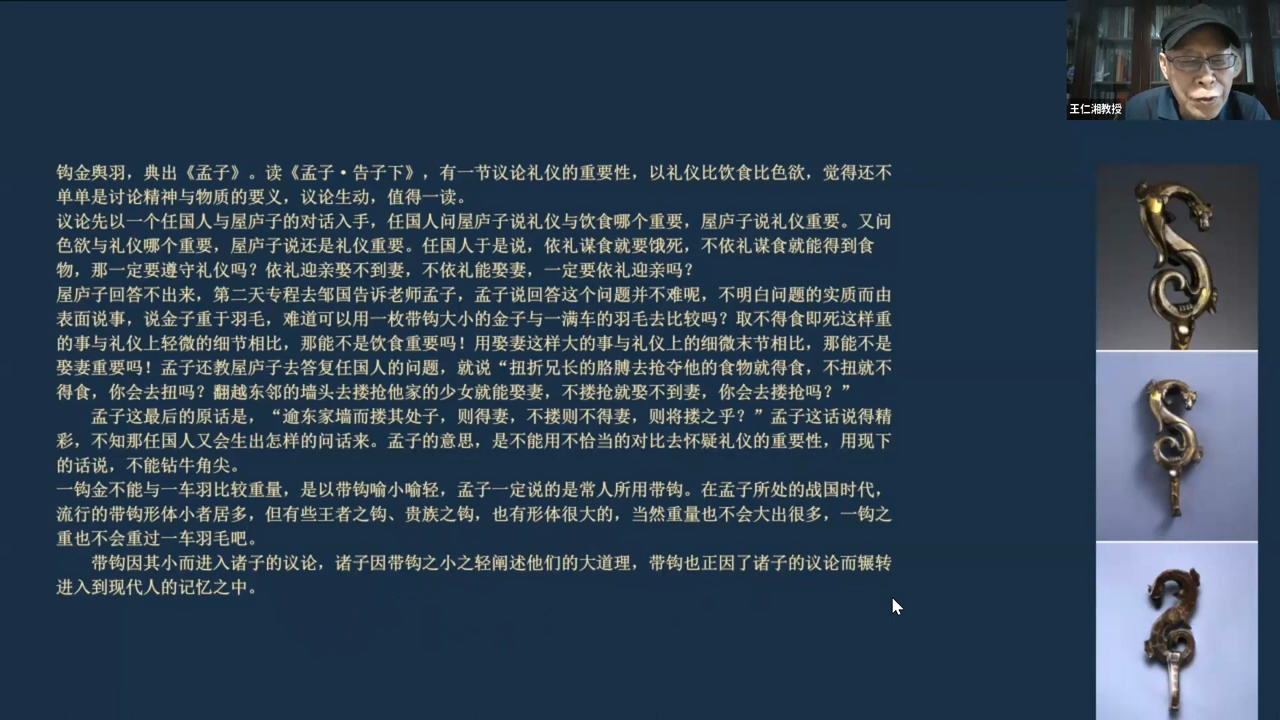 王仁湘教授
钩金與羽，典出《孟子》。读《孟子·告子下》，有一节议论礼仪的重要性，以礼仪比饮食比色欲，觉得还不
单单是讨论精神与物质的要义，议论生动，值得一读。
议论先以一个任国人与屋庐子的对话入手，任国人问屋庐子说礼仪与饮食哪个重要，屋庐子说礼仪重要。又问
色欲与礼仪哪个重要，屋庐子说还是礼仪重要。任国人于是说，依礼谋食就要饿死，不依礼谋食就能得到食
物，那一定要遵守礼仪吗？依礼迎亲娶不到妻，不依礼能娶妻，一定要依礼迎亲吗？
屋庐子回答不出来，第二天专程去邹国告诉老师孟子，孟子说回答这个问题并不难呢，不明白问题的实质而由
表面说事，说金子重于羽毛，难道可以用一枚带钩大小的金子与一满车的羽毛去比较吗？取不得食即死这样重
的事与礼仪上轻微的细节相比，那能不是饮食重要吗！用娶妻这样大的事与礼仪上的细微末节相比，那能不是
娶妻重要吗！孟子还教屋庐子去答复任国人的问题，就说“扭折兄长的胳膊去抢夺他的食物就得食，不扭就不
得食，你会去扭吗？翻越东邻的墙头去搂抢他家的少女就能娶妻，不搂抢就娶不到妻，你会去搂抢吗？”
孟子这最后的原话是，“逾东家墙而搂其处子，则得妻，不搂则不得妻，则将搂之乎？”孟子这话说得精
彩，不知那任国人又会生出怎样的问话来。孟子的意思，是不能用不恰当的对比去怀疑礼仪的重要性，用现下
的话说，不能钻牛角尖。
一钩金不能与一车羽比较重量，是以带钩喻小喻轻，孟子一定说的是常人所用带钩。在孟子所处的战国时代，
流行的带钩形体小者居多，但有些王者之钩、贵族之钩，也有形体很大的，当然重量也不会大出很多，一钩之
重也不会重过一车羽毛吧。
带钩因其小而进入诸子的议论，诸子因带钩之小之轻阐述他们的大道理，带钩也正因了诸子的议论而辗转
进入到现代人的记忆之中。